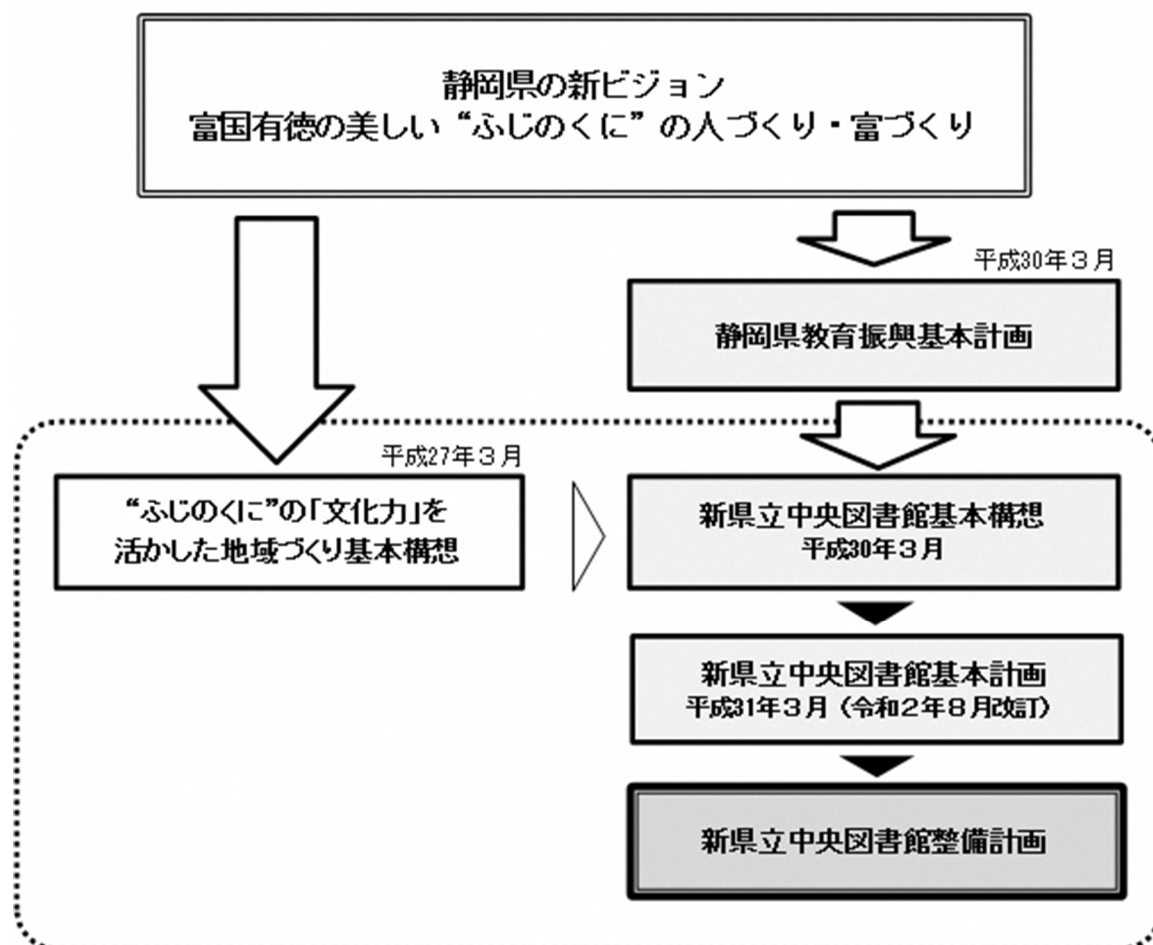 静岡県の新ビジョン
富国有徳の美しい“ふじのくに”の人づくり・富づくり
平成30年３月
静岡県教育振興基本計画
平成27年３月
“ふじのくに”の「文化力」を
活かした地域づくり基本構想
新県立中央図書館基本構想
平成30年３月
新県立中央図書館基本計画
平成31年３月（令和２年８月改訂）
新県立中央図書館整備計画